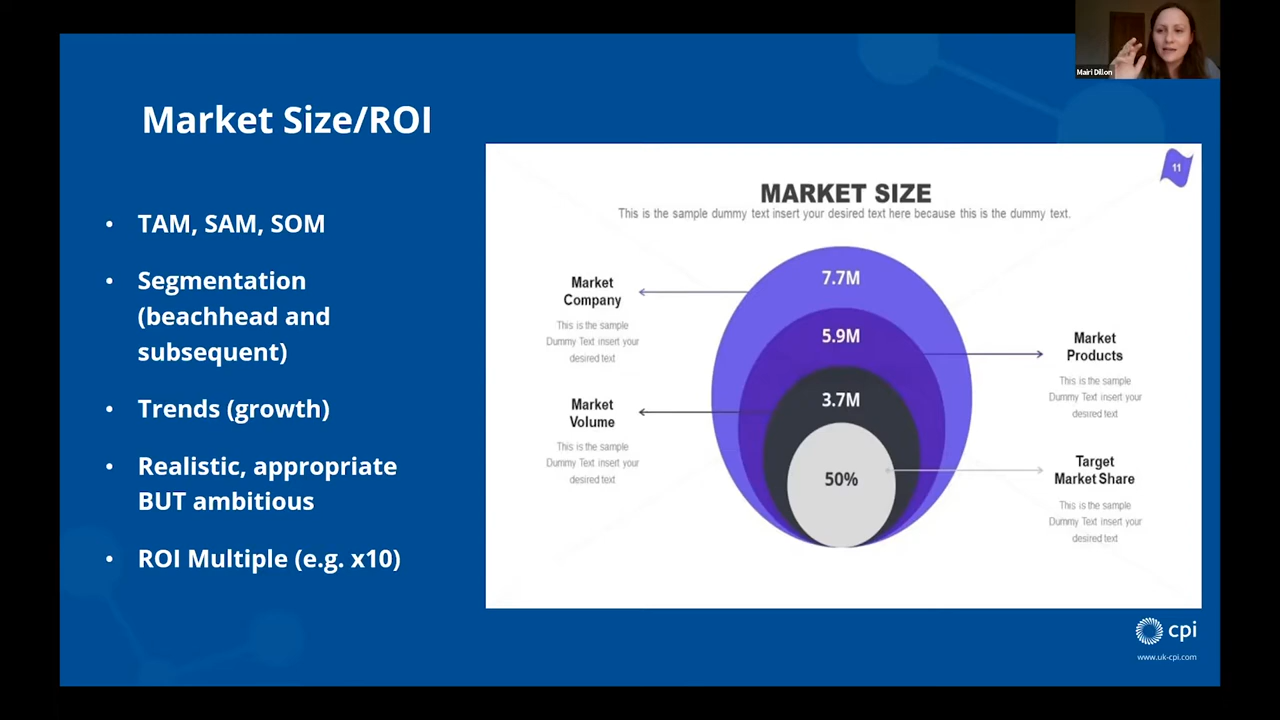 Mairi Dillon
Market Size/ROI
• TAM, SAM, SOM
• Segmentation
(beachhead and
subsequent)
• Trends (growth)
• Realistic, appropriate
BUT ambitious
• ROI Multiple (e.g. x10)
11
MARKET SIZE
This is the sample dummy text insert your desired text here because this is the dummy text.
Market
Company
This is the sample
Dummy Text insert your
desired text
Market
Volume
This is the sample
Dummy Text insert your
desired text
7.7M
5.9M
3.7M
50%
Market
Products
This is the sample
Dummy Text insert your
desired text
Target
Market Share
This is the sample
Dummy Text insert your
desired text
cpi
www.uk-cpi.com